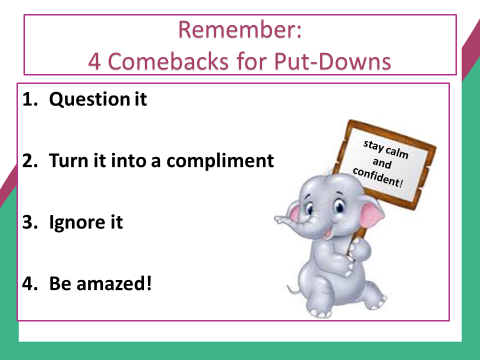 Remember:
4 Comebacks for Put-Downs
1. Question it
2. Turn it into a compliment
stay calm
and
confident!
3. Ignore it
4. Be amazed!